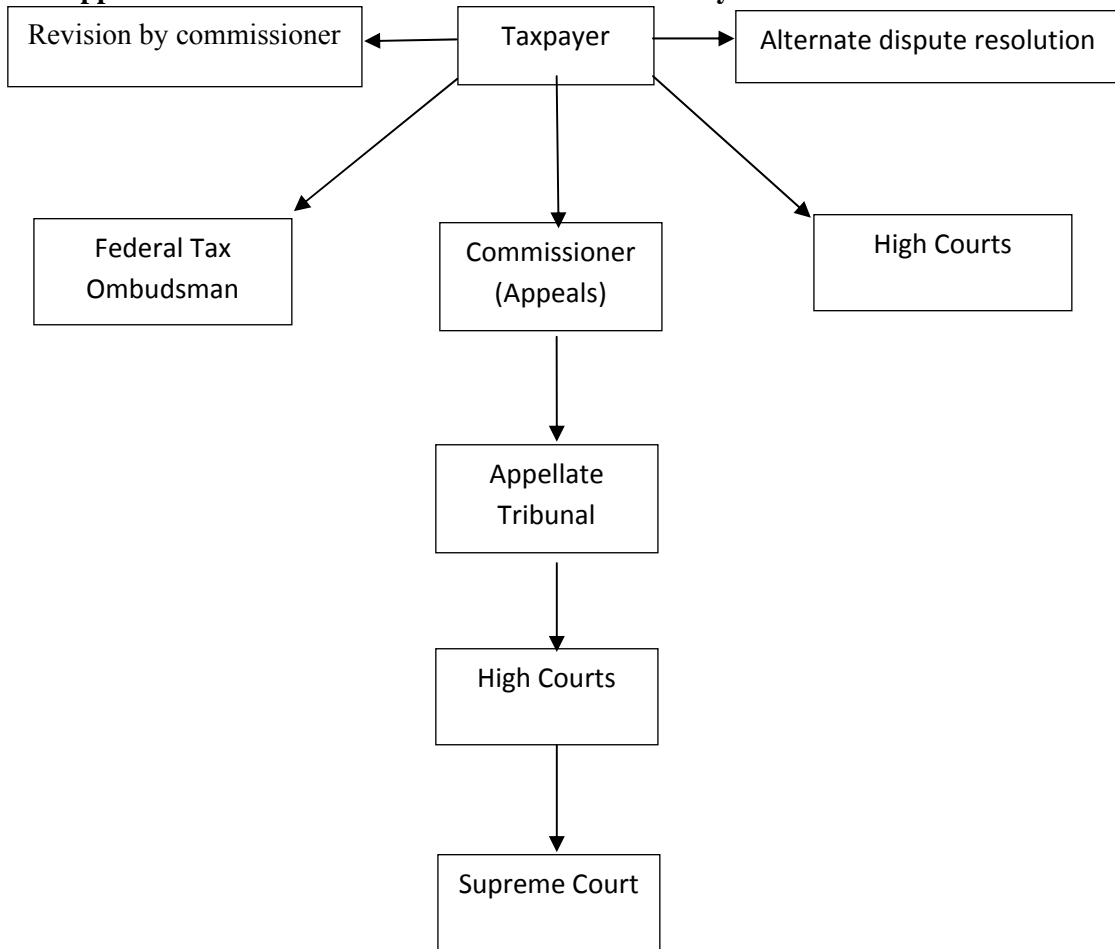 Revision by commissioner
Taxpayer
Alternate dispute resolution
Federal Tax
Ombudsman
Commissioner
(Appeals)
High Courts
Appellate
Tribunal
High Courts
Supreme Court